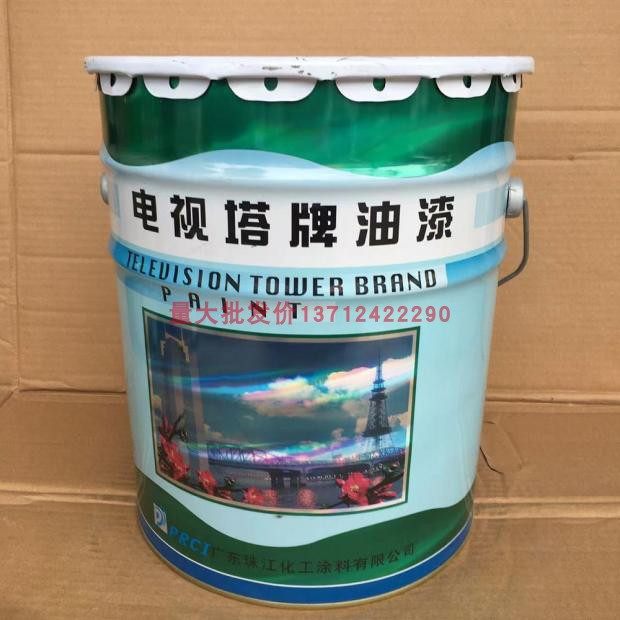 电视塔牌油漆
TELEVISION TOWER BRAND
PAINT
量大批发价13712422290
PRCI 广东珠江化工涂料有限公司